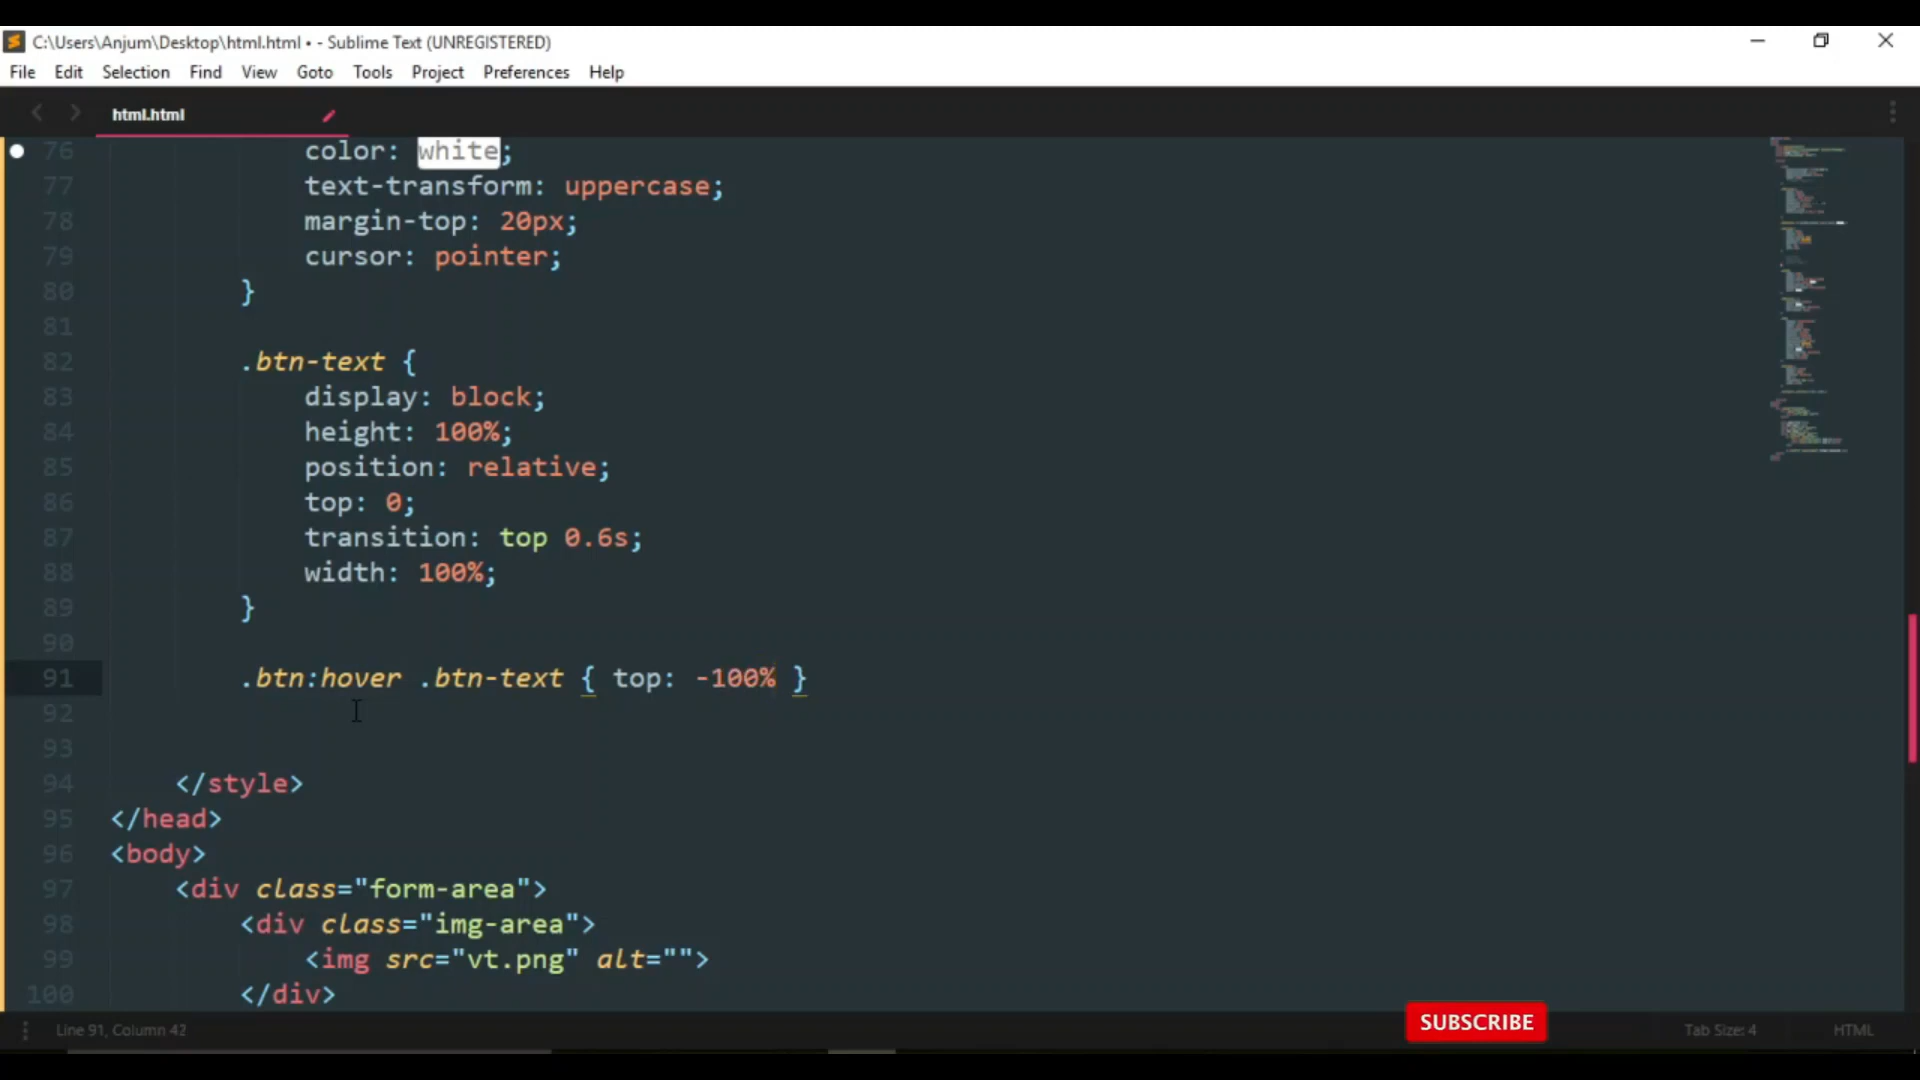 C:\Users\Anjum\Desktop\html.html • - Sublime Text (UNREGISTERED)
File Edit Selection Find View Goto Tools Project Preferences Help
html.html
76 color: white;
77 text-transform: uppercase;
78 margin-top: 20px;
79 cursor: pointer;
80 }
81
82 .btn-text {
83 display: block;
84 height: 100%;
85 position: relative;
86 top: 0;
87 transition: top 0.6s;
88 width: 100%;
89 }
90
91 .btn:hover .btn-text { top: -100% }
92
93
94 </style>
95 </head>
96 <body>
97 <div class="form-area">
98 <div class="img-area">
99 <img src="vt.png" alt="">
100 </div>
Line 91, Column 42 SUBSCRIBE Tab Size: 4 HTML